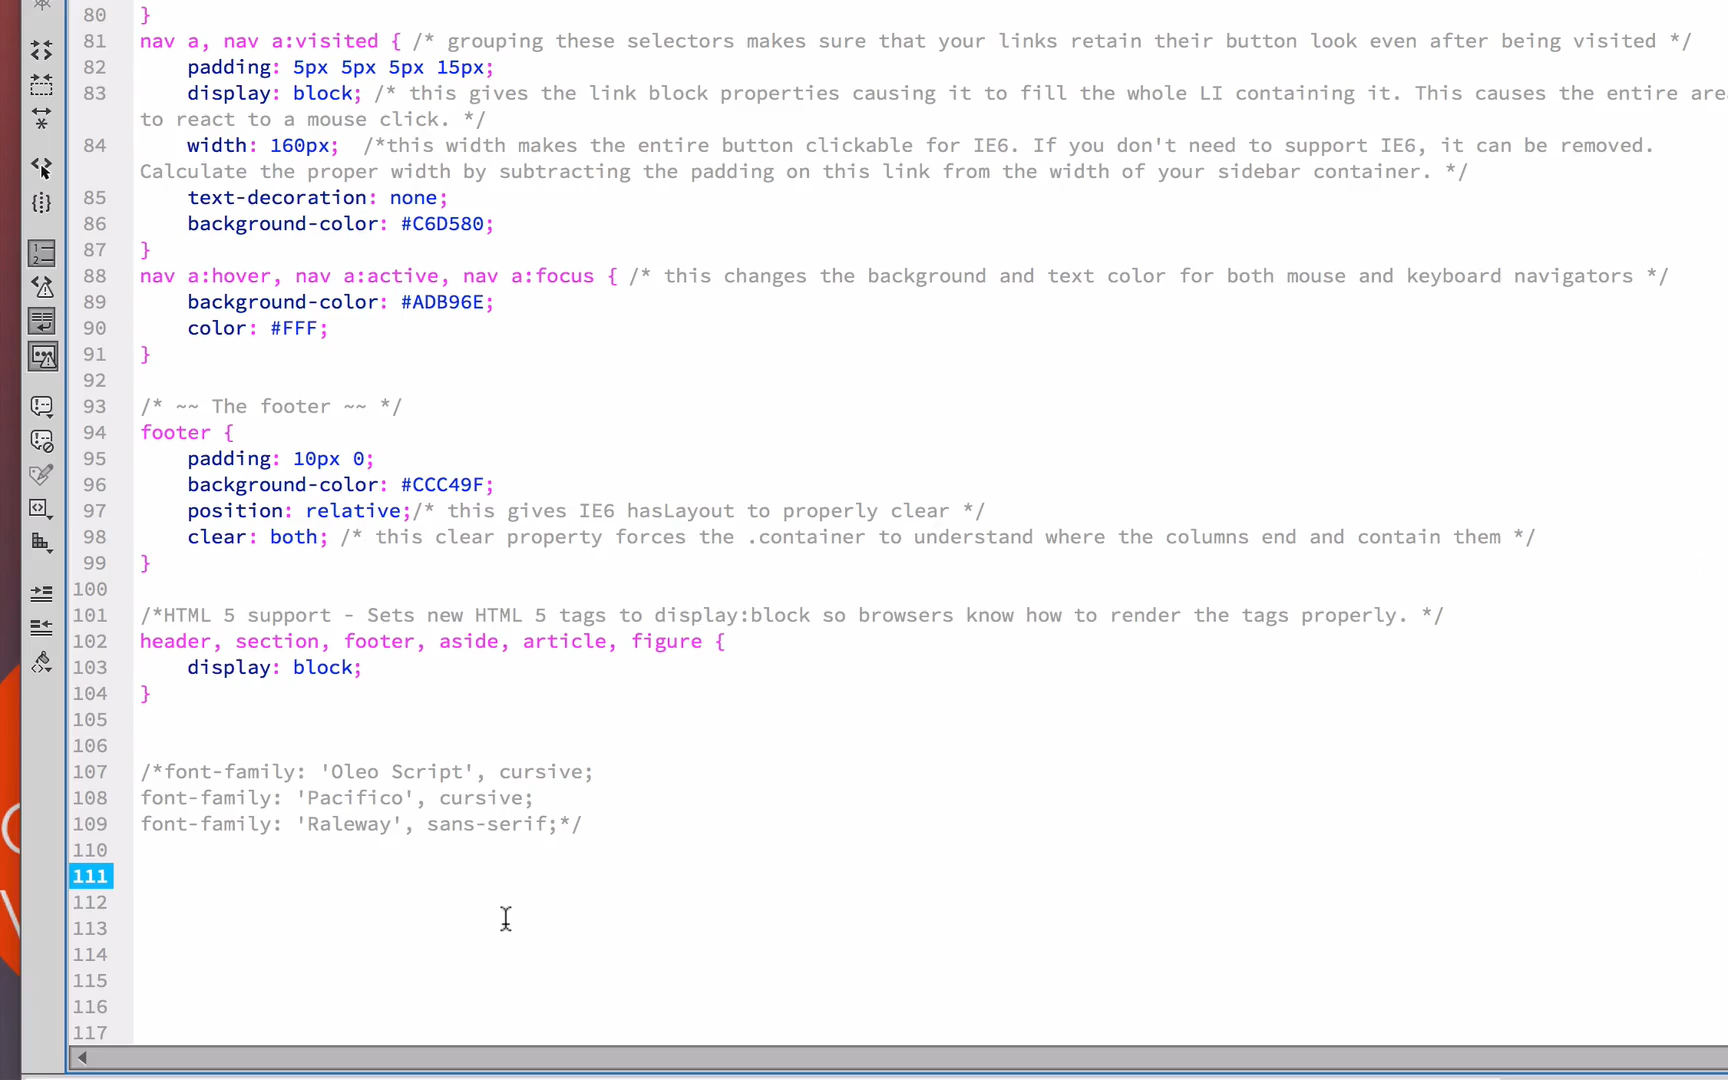 80 }
81 nav a, nav a:visited { /* grouping these selectors makes sure that your links retain their button look even after being visited */
82 padding: 5px 5px 5px 15px;
83 display: block; /* this gives the link block properties causing it to fill the whole LI containing it. This causes the entire are
to react to a mouse click. */
84 width: 160px;  /*this width makes the entire button clickable for IE6. If you don't need to support IE6, it can be removed.
Calculate the proper width by subtracting the padding on this link from the width of your sidebar container. */
85 text-decoration: none;
86 background-color: #C6D580;
87 }
88 nav a:hover, nav a:active, nav a:focus { /* this changes the background and text color for both mouse and keyboard navigators */
89 background-color: #ADB96E;
90 color: #FFF;
91 }
92
93 /* ~~ The footer ~~ */
94 footer {
95 padding: 10px 0;
96 background-color: #CCC49F;
97 position: relative;/* this gives IE6 hasLayout to properly clear */
98 clear: both; /* this clear property forces the .container to understand where the columns end and contain them */
99 }
100
101 /*HTML 5 support - Sets new HTML 5 tags to display:block so browsers know how to render the tags properly. */
102 header, section, footer, aside, article, figure {
103 display: block;
104 }
105
106
107 /*font-family: 'Oleo Script', cursive;
108 font-family: 'Pacifico', cursive;
109 font-family: 'Raleway', sans-serif;*/
110
111
112
113
114
115
116
117